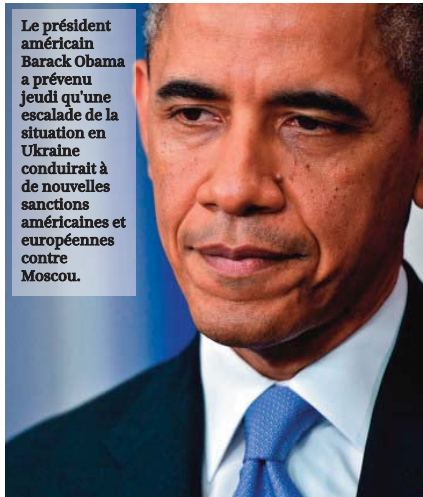 Le président
américain
Barack Obama
a prévenu
jeudi qu'une
escalade de la
situation en
Ukraine
conduirait à
de nouvelles
sanctions
américaines et
européennes
contre
Moscou.